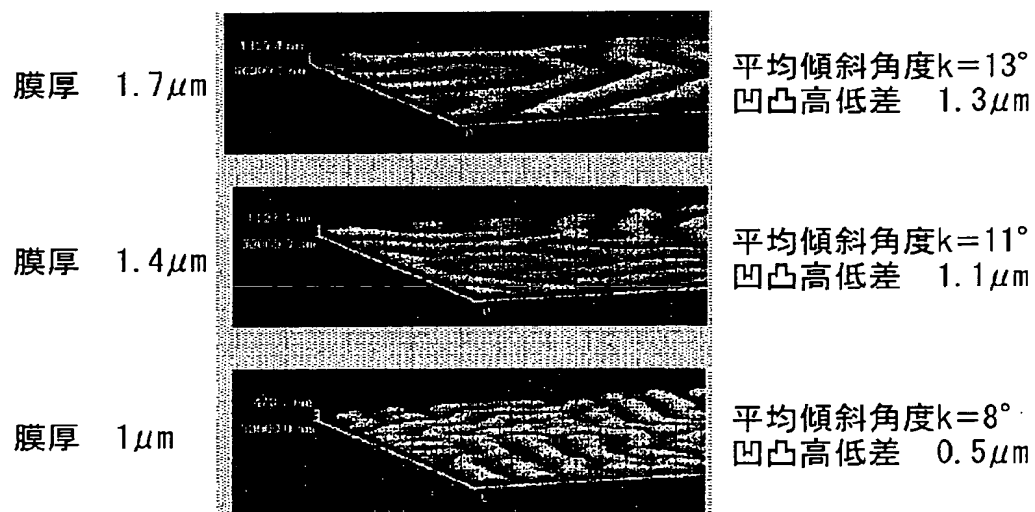 膜厚 1.7μm
平均傾斜角度k=13°
凹凸高低差 1.3μm
膜厚 1.4μm
平均傾斜角度k=11°
凹凸高低差 1.1μm
膜厚 1μm
平均傾斜角度k=8°
凹凸高低差 0.5μm